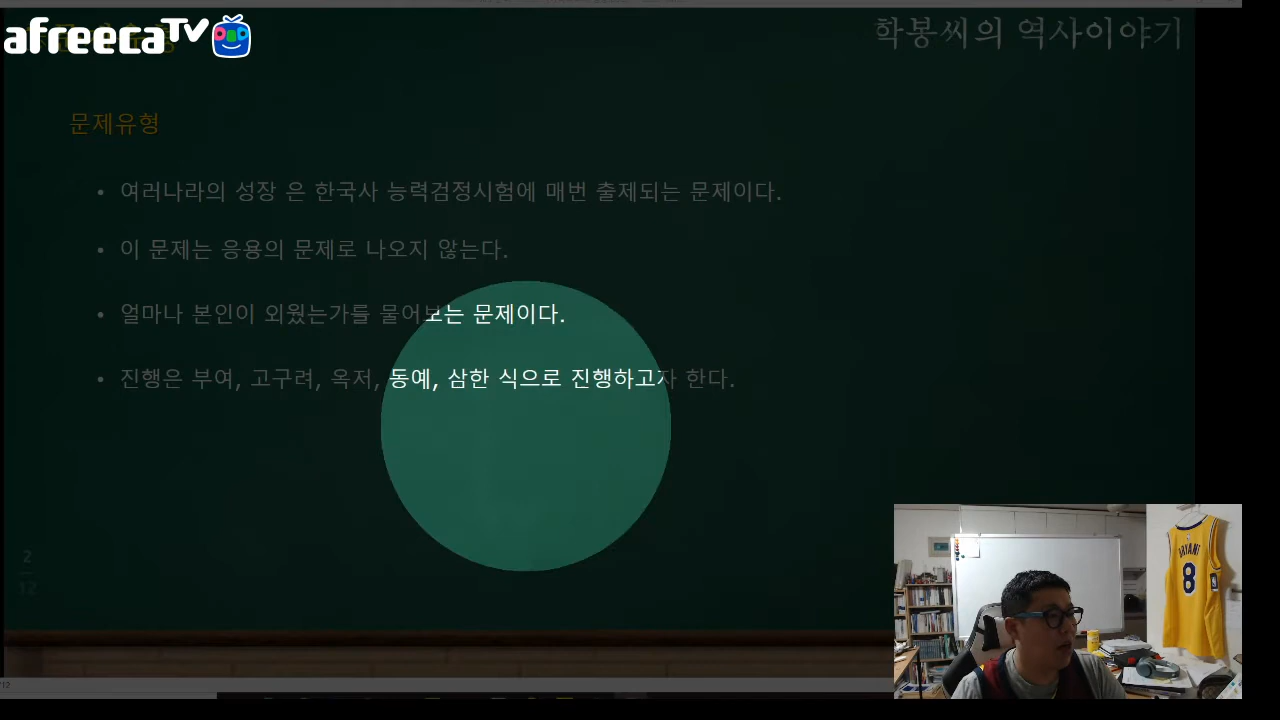 afreecaTV
학봉씨의 역사이야기
문제유형
• 여러나라의 성장 은 한국사 능력검정시험에 매번 출제되는 문제이다.
• 이 문제는 응용의 문제로 나오지 않는다.
• 얼마나 본인이 외웠는가를 물어보는 문제이다.
• 진행은 부여, 고구려, 옥저, 동예, 삼한 식으로 진행하고자 한다.
2
12
BRYANT
8